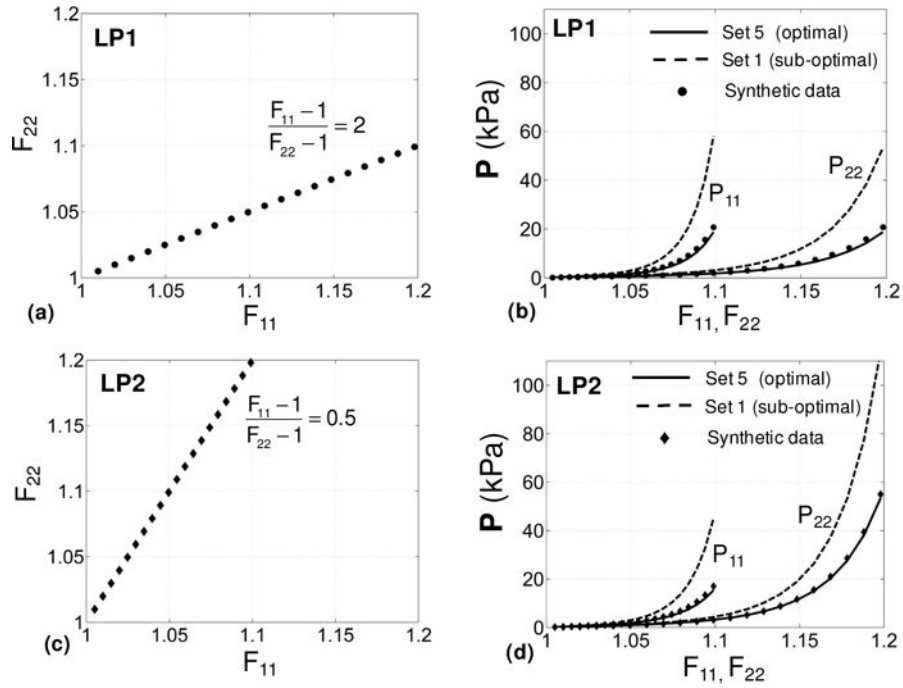 LP1
1.2
1.15
1.1
1.05
1
F22
F11 − 1
F22 − 1
= 2
1 1.05 1.1 1.15 1.2
F11
(a)
LP1
100
80
60
40
20
0
P (kPa)
Set 5 (optimal)
Set 1 (sub-optimal)
Synthetic data
P11
P22
1 1.05 1.1 1.15 1.2
F11, F22
(b)
LP2
1.2
1.15
1.1
1.05
1
F22
F11 − 1
F22 − 1
= 0.5
1 1.05 1.1 1.15 1.2
F11
(c)
LP2
100
80
60
40
20
0
P (kPa)
Set 5 (optimal)
Set 1 (sub-optimal)
Synthetic data
P11
P22
1 1.05 1.1 1.15 1.2
F11, F22
(d)